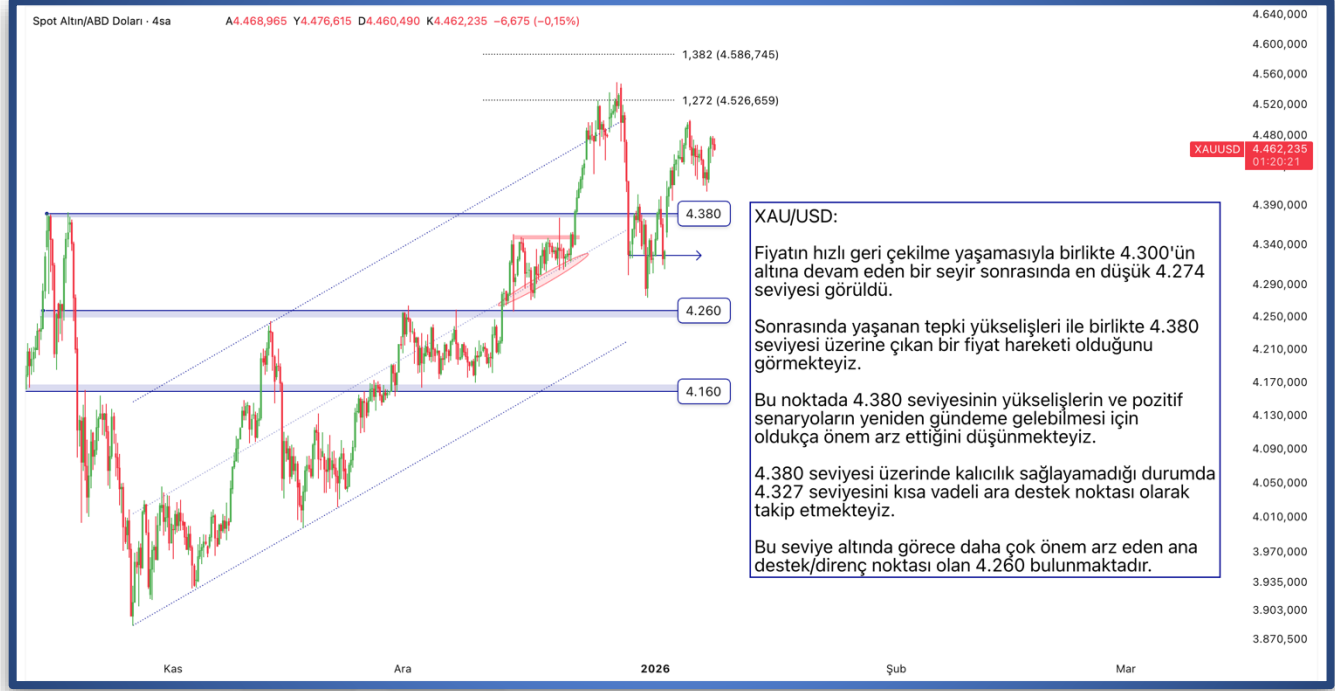 Spot Altın/ABD Doları · 4sa A4.468,965 Y4.476,615 D4.460,490 K4.462,235 −6,675 (−0,15%)
1,382 (4.586,745)
1,272 (4.526,659)
4.380
4.260
4.160
XAU/USD:
Fiyatın hızlı geri çekilme yaşamasıyla birlikte 4.300'ün
altına devam eden bir seyir sonrasında en düşük 4.274
seviyesi görüldü.
Sonrasında yaşanan tepki yükselişleri ile birlikte 4.380
seviyesi üzerine çıkan bir fiyat hareketi olduğunu
görmekteyiz.
Bu noktada 4.380 seviyesinin yükselişlerin ve pozitif
senaryoların yeniden gündeme gelebilmesi için
oldukça önem arz ettiğini düşünmekteyiz.
4.380 seviyesi üzerinde kalıcılık sağlayamadığı durumda
4.327 seviyesini kısa vadeli ara destek noktası olarak
takip etmekteyiz.
Bu seviye altında görece daha çok önem arz eden ana
destek/direnç noktası olan 4.260 bulunmaktadır.
4.640,000
4.600,000
4.560,000
4.520,000
4.480,000
XAUUSD 4.462,235
01:20:21
4.390,000
4.340,000
4.290,000
4.250,000
4.210,000
4.170,000
4.130,000
4.090,000
4.050,000
4.010,000
3.970,000
3.935,000
3.903,000
3.870,500
Kas Ara 2026 Şub Mar